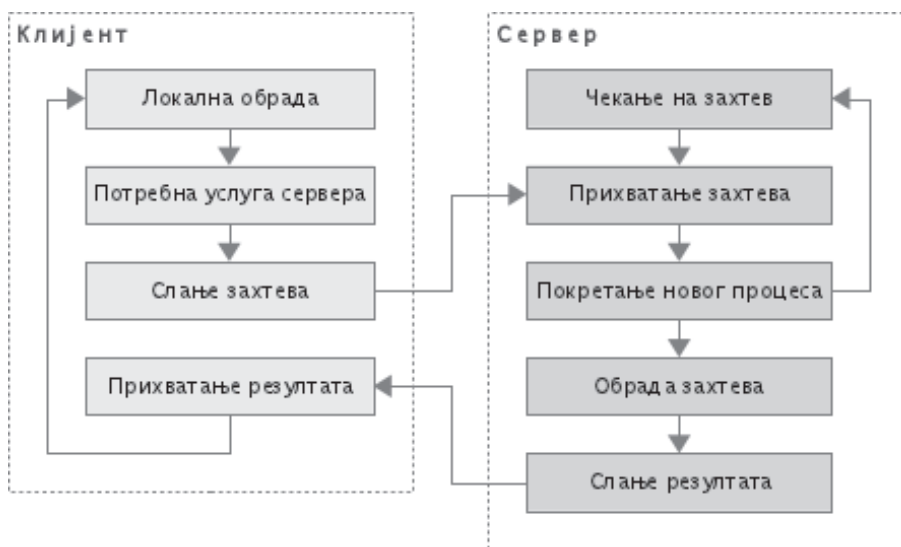 Клијент
Локална обрада
Потребна услуга сервера
Слање захтева
Прихватање резултата
Сервер
Чекање на захтев
Прихватање захтева
Покретање новог процеса
Обрада захтева
Слање резултата